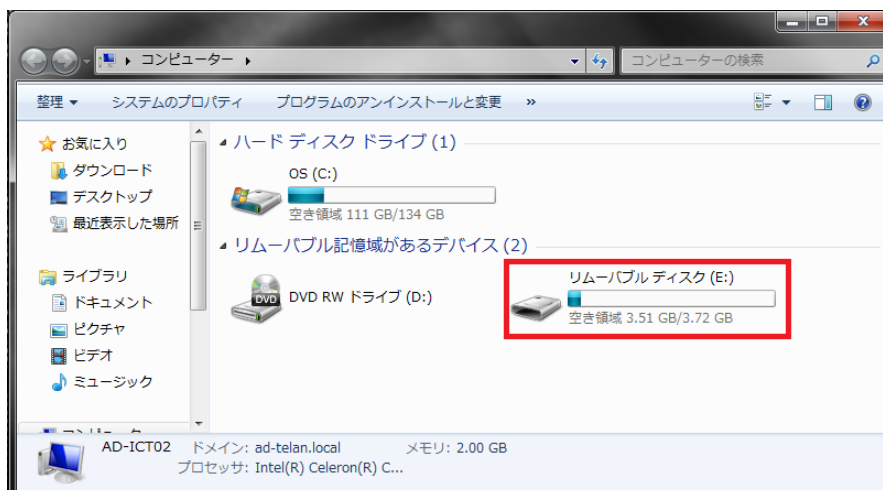 コンピューター
コンピューターの検索
整理 システムのプロパティ プログラムのアンインストールと変更 »
お気に入り
ダウンロード
デスクトップ
最近表示した場所
ライブラリ
ドキュメント
ピクチャ
ビデオ
ミュージック
ハード ディスク ドライブ (1)
OS (C:)
空き領域 111 GB/134 GB
リムーバブル記憶域があるデバイス (2)
DVD RW ドライブ (D:)
DVD
リムーバブル ディスク (E:)
空き領域 3.51 GB/3.72 GB
AD-ICT02 ドメイン: ad-telan.local メモリ: 2.00 GB
プロセッサ: Intel(R) Celeron(R) C...